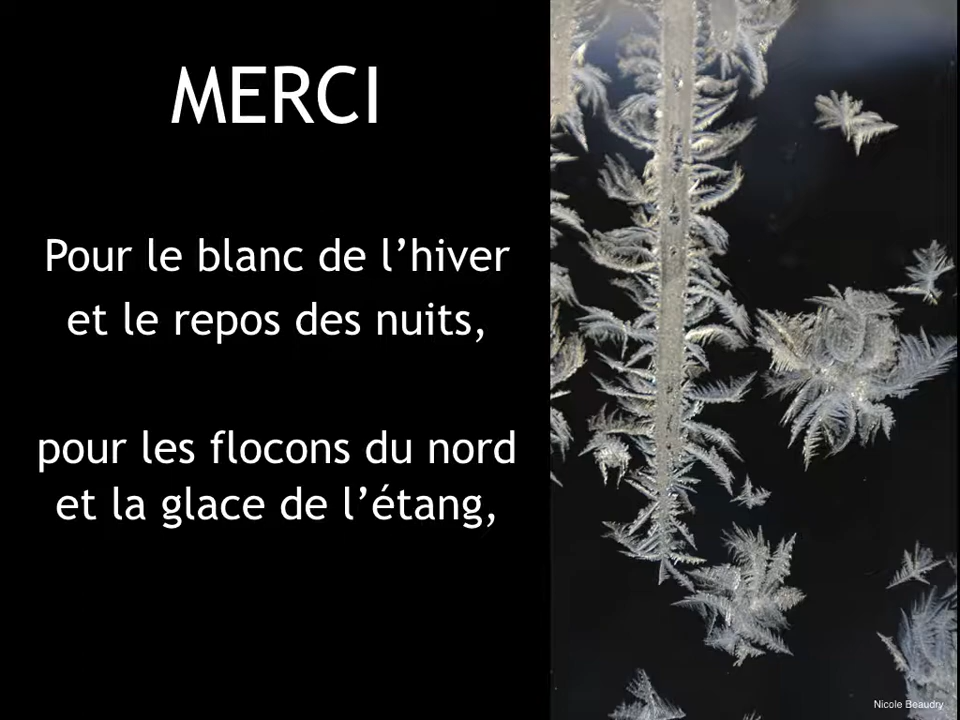 MERCI
Pour le blanc de l’hiver
et le repos des nuits,
pour les flocons du nord
et la glace de l’étang,
Nicole Beaudry